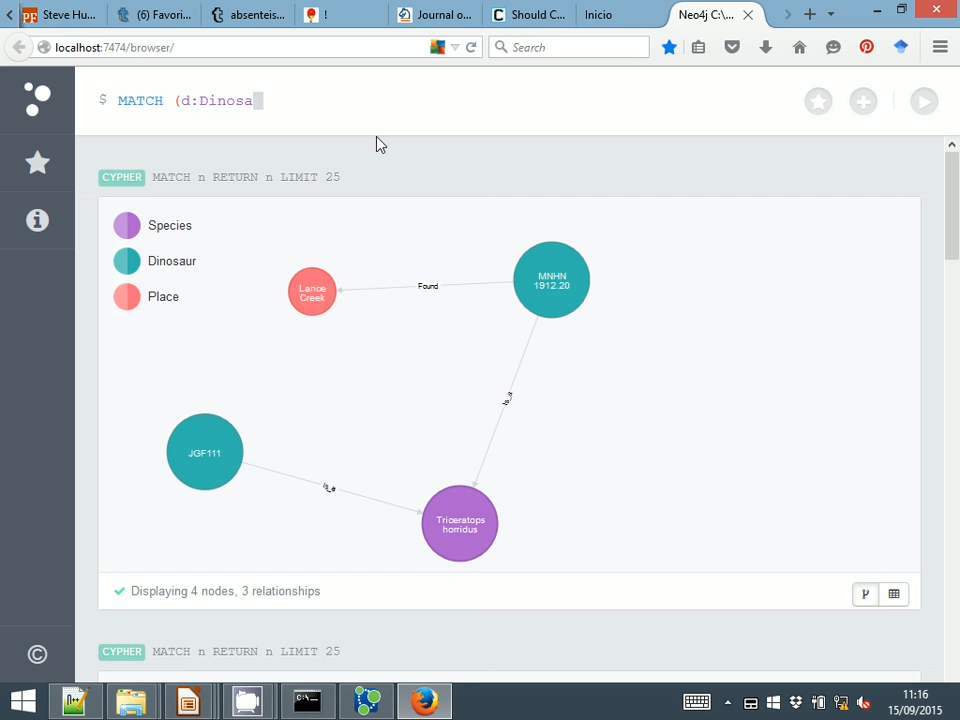 Steve Hu...
(6) Favori...
absenteis...
!
Journal o...
Should C...
Inicio
Neo4j C:\...
localhost:7474/browser/
Search
$ MATCH (d:Dinosa
CYPHER MATCH n RETURN n LIMIT 25
Species
Dinosaur
Place
Lance
Creek
Found
MNHN
1912.20
Is_a
JGF111
Is_a
Triceratops
horridus
Displaying 4 nodes, 3 relationships
CYPHER MATCH n RETURN n LIMIT 25
11:16
15/09/2015